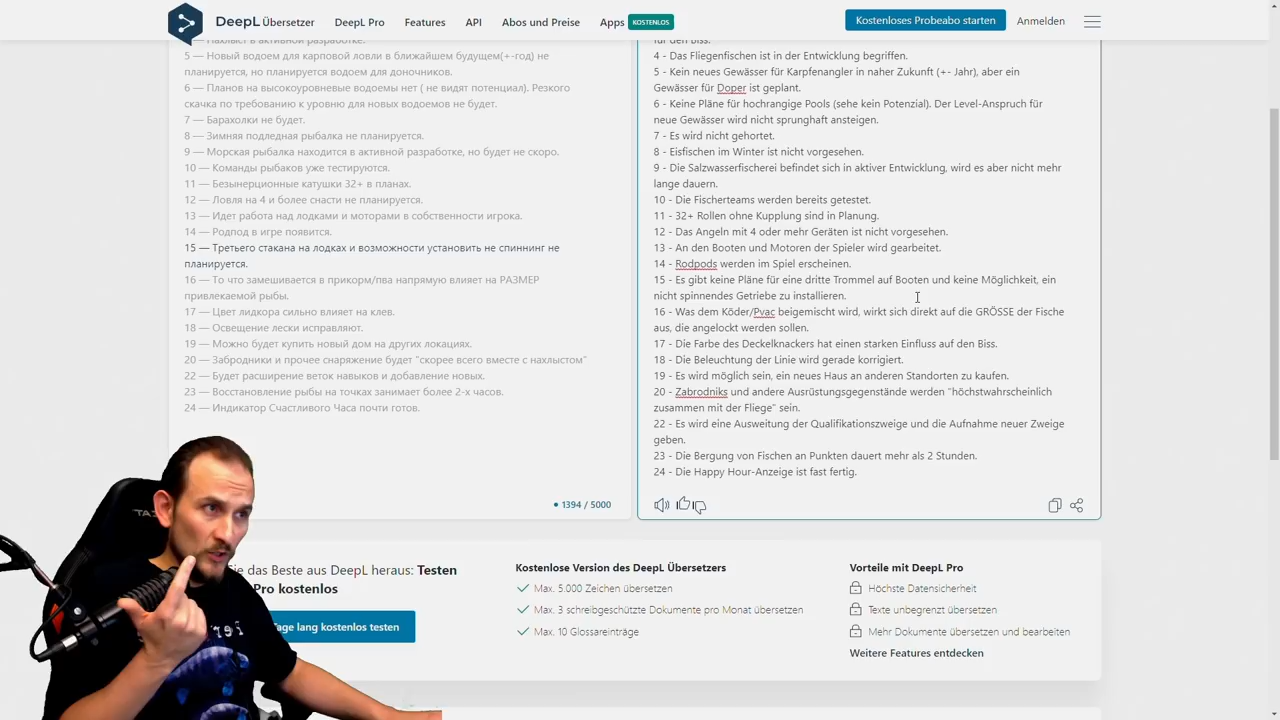 DeepL Übersetzer
DeepL Pro
Features
API
Abos und Preise
Apps KOSTENLOS
Kostenloses Probeabo starten
Anmelden
5 — Новый водоем для карповой ловли в ближайшем будущем(+-год) не
планируется, но планируется водоем для доночников.
6 — Планов на высокоуровневые водоемы нет ( не видят потенциал). Резкого
скачка по требованию к уровню для новых водоемов не будет.
7 — Барахолки не будет.
8 — Зимняя подледная рыбалка не планируется.
9 — Морская рыбалка находится в активной разработке, но будет не скоро.
10 — Команды рыбаков уже тестируются.
11 — Безынерционные катушки 32+ в планах.
12 — Ловля на 4 и более снасти не планируется.
13 — Идет работа над лодками и моторами в собственности игрока.
14 — Родпод в игре появится.
15 — Третьего стакана на лодках и возможности установить не спиннинг не
планируется.
16 — То что замешивается в прикорм/пва напрямую влияет на РАЗМЕР
привлекаемой рыбы.
17 — Цвет лидкора сильно влияет на клев.
18 — Освещение лески исправляют.
19 — Можно будет купить новый дом на других локациях.
20 — Забродники и прочее снаряжение будет "скорее всего вместе с нахлыстом"
22 — Будет расширение веток навыков и добавление новых.
23 — Восстановление рыбы на точках занимает более 2-х часов.
24 — Индикатор Счастливого Часа почти готов.
1394 / 5000
für den Biss.
4 - Das Fliegenfischen ist in der Entwicklung begriffen.
5 - Kein neues Gewässer für Karpfenangler in naher Zukunft (+- Jahr), aber ein
Gewässer für Doper ist geplant.
6 - Keine Pläne für hochrangige Pools (sehe kein Potenzial). Der Level-Anspruch für
neue Gewässer wird nicht sprunghaft ansteigen.
7 - Es wird nicht gehortet.
8 - Eisfischen im Winter ist nicht vorgesehen.
9 - Die Salzwasserfischerei befindet sich in aktiver Entwicklung, wird es aber nicht mehr
lange dauern.
10 - Die Fischerteams werden bereits getestet.
11 - 32+ Rollen ohne Kupplung sind in Planung.
12 - Das Angeln mit 4 oder mehr Geräten ist nicht vorgesehen.
13 - An den Booten und Motoren der Spieler wird gearbeitet.
14 - Rodpods werden im Spiel erscheinen.
15 - Es gibt keine Pläne für eine dritte Trommel auf Booten und keine Möglichkeit, ein
nicht spinnendes Getriebe zu installieren.
16 - Was dem Köder/Pvac beigemischt wird, wirkt sich direkt auf die GRÖSSE der Fische
aus, die angelockt werden sollen.
17 - Die Farbe des Deckelknackers hat einen starken Einfluss auf den Biss.
18 - Die Beleuchtung der Linie wird gerade korrigiert.
19 - Es wird möglich sein, ein neues Haus an anderen Standorten zu kaufen.
20 - Zabrodniks und andere Ausrüstungsgegenstände werden "höchstwahrscheinlich
zusammen mit der Fliege" sein.
22 - Es wird eine Ausweitung der Qualifikationszweige und die Aufnahme neuer Zweige
geben.
23 - Die Bergung von Fischen an Punkten dauert mehr als 2 Stunden.
24 - Die Happy Hour-Anzeige ist fast fertig.
Sie das Beste aus DeepL heraus: Testen
Pro kostenlos
Tage lang kostenlos testen
Kostenlose Version des DeepL Übersetzers
Max. 5.000 Zeichen übersetzen
Max. 3 schreibgeschützte Dokumente pro Monat übersetzen
Max. 10 Glossareinträge
Vorteile mit DeepL Pro
Höchste Datensicherheit
Texte unbegrenzt übersetzen
Mehr Dokumente übersetzen und bearbeiten
Weitere Features entdecken